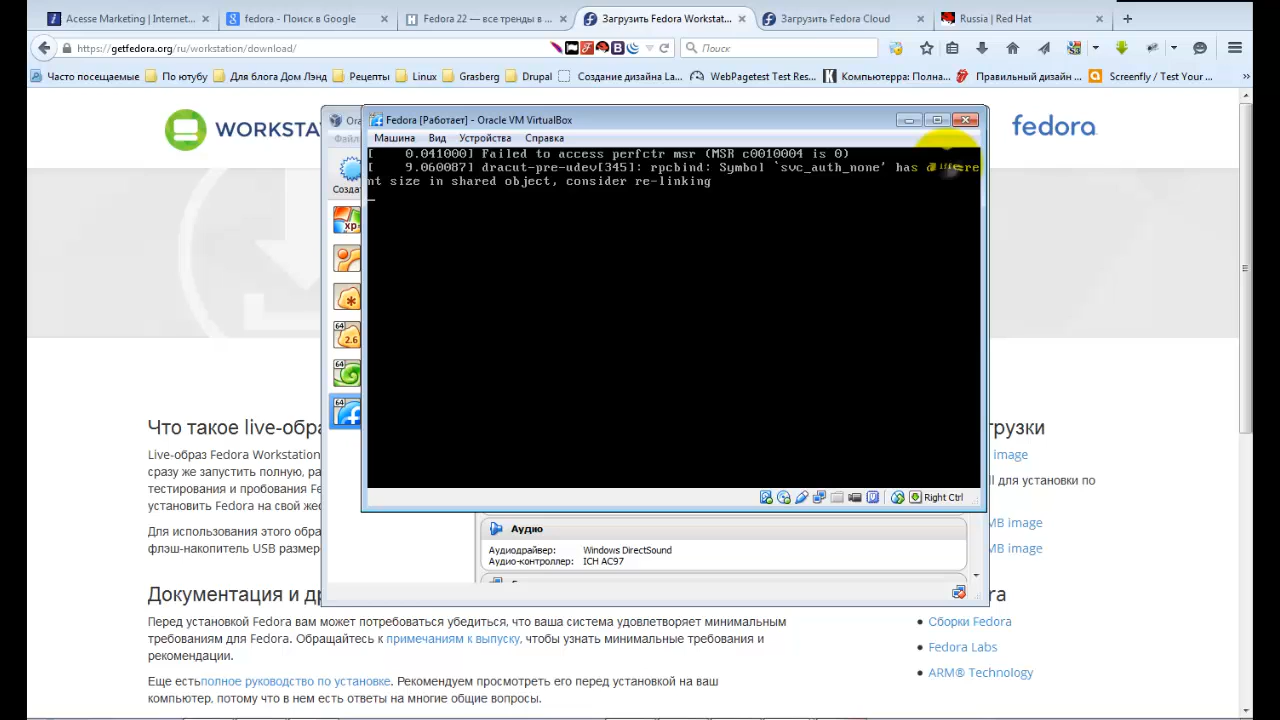 Acesse Marketing | Internet...
fedora - Поиск в Google
Fedora 22 — все тренды в ...
Загрузить Fedora Workstat...
Загрузить Fedora Cloud
Russia | Red Hat
https://getfedora.org/ru/workstation/download/
Поиск
Часто посещаемые
По ютубу
Для блога Дом Лэнд
Рецепты
Linux
Grasberg
Drupal
Создание дизайна La...
WebPagetest Test Res...
Компьютерра: Полна...
Правильный дизайн ...
Screenfly / Test Your ...
WORKSTA
fedora
Ora
Файл
Создат
Fedora [Работает] - Oracle VM VirtualBox
Машина Вид Устройства Справка
[ 0.041000] Failed to access perfctr msr (MSR c0010004 is 0)
[ 9.060087] dracut-pre-udev[345]: rpcbind: Symbol `svc_auth_none' has differe
nt size in shared object, consider re-linking
Right Ctrl
Аудио
Аудиодрайвер: Windows DirectSound
Аудио-контроллер: ICH AC97
Что такое live-обра
Live-образ Fedora Workstation
сразу же запустить полную, ра
тестирования и пробования Fe
установить Fedora на свой жес
Для использования этого обра
флэш-накопитель USB размер
Документация и др
Перед установкой Fedora вам может потребоваться убедиться, что ваша система удовлетворяет минимальным
требованиям для Fedora. Обращайтесь к примечаниям к выпуску, чтобы узнать минимальные требования и
рекомендации.
Еще есть полное руководство по установке. Рекомендуем просмотреть его перед установкой на ваш
компьютер, потому что в нем есть ответы на многие общие вопросы.
грузки
image
ll для установки по
MB image
MB image
ra
Сборки Fedora
Fedora Labs
ARM® Technology